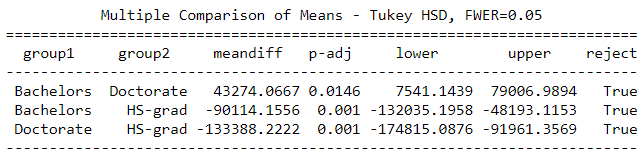 Multiple Comparison of Means - Tukey HSD, FWER=0.05
=====================================================================
group1 group2 meandiff p-adj lower upper reject
---------------------------------------------------------------------
Bachelors Doctorate 43274.0667 0.0146 7541.1439 79006.9894 True
Bachelors HS-grad -90114.1556 0.001 -132035.1958 -48193.1153 True
Doctorate HS-grad -133388.2222 0.001 -174815.0876 -91961.3569 True
---------------------------------------------------------------------